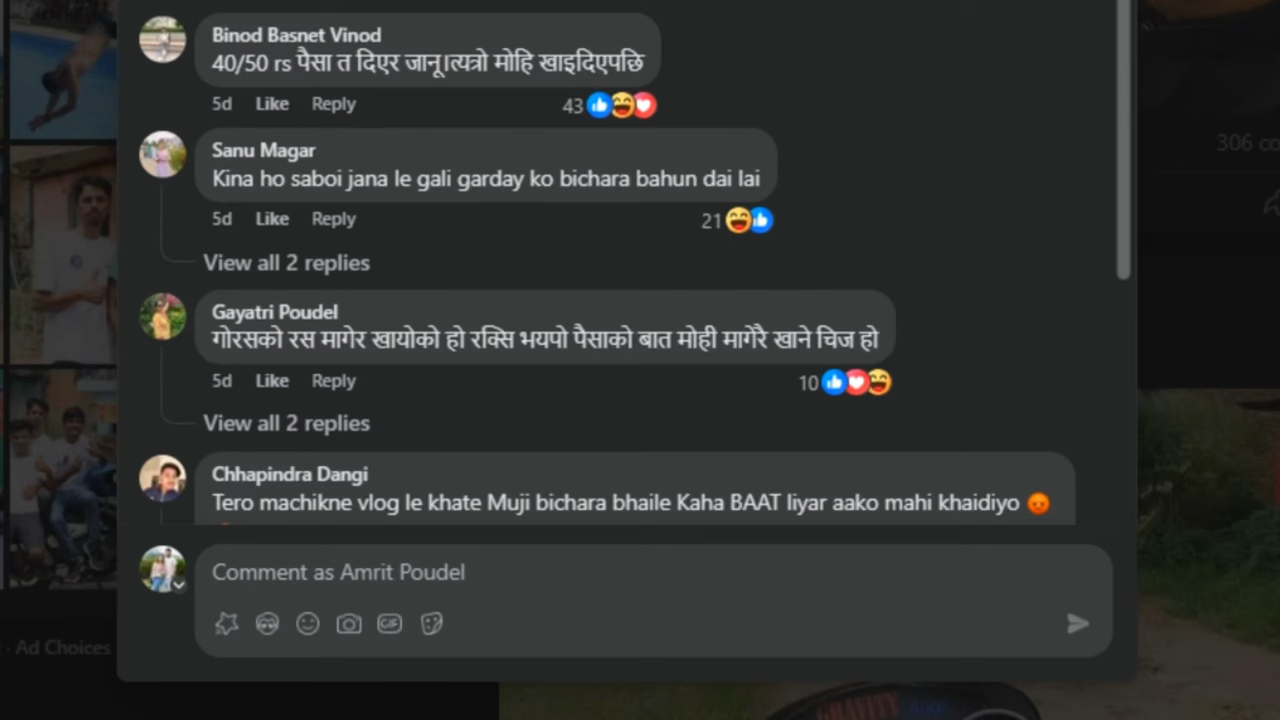 Binod Basnet Vinod
40/50 rs पैसा त दिएर जानू।त्यत्रो मोहि खाइदिएपछि
5d Like Reply 43
Sanu Magar
Kina ho saboi jana le gali garday ko bichara bahun dai lai
5d Like Reply 21
View all 2 replies
Gayatri Poudel
गोरसको रस मागेर खायोको हो रक्सि भयपो पैसाको बात मोही मागेरै खाने चिज हो
5d Like Reply 10
View all 2 replies
Chhapindra Dangi
Tero machikne vlog le khate Muji bichara bhaile Kaha BAAT liyar aako mahi khaidiyo 😡
Comment as Amrit Poudel
GIF
306 co
· Ad Choices